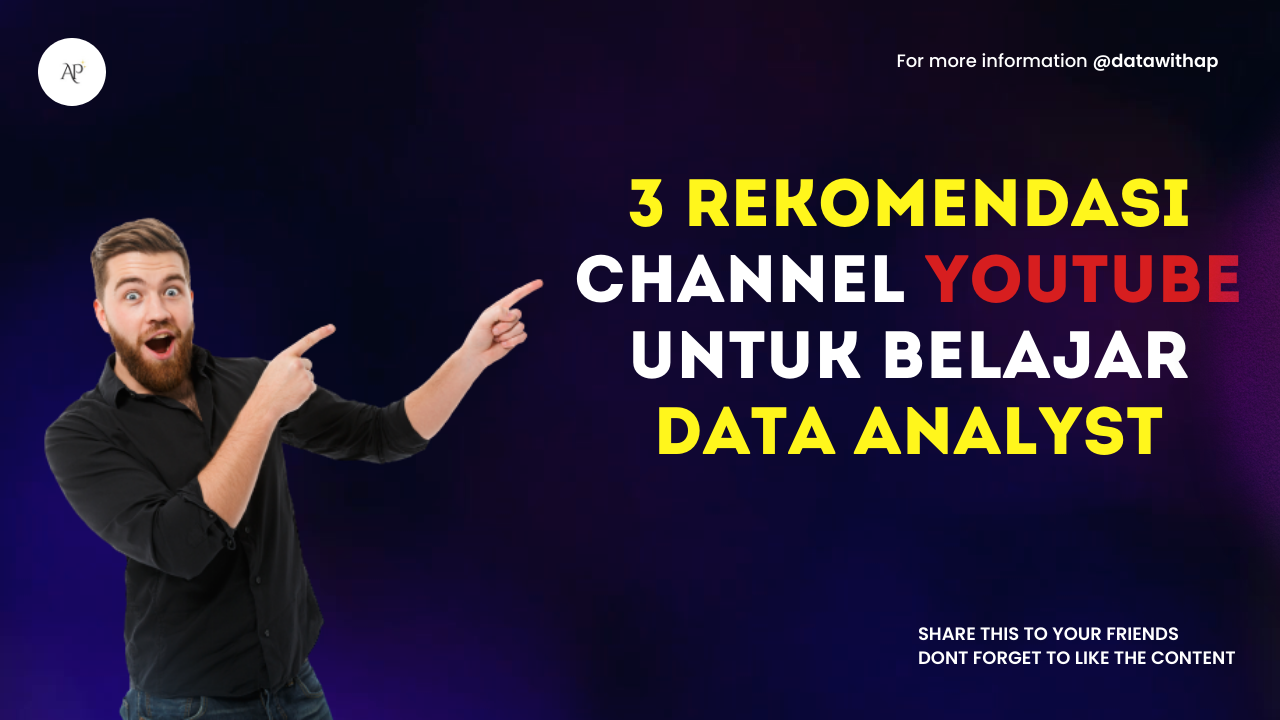 AP
For more information @datawithap
3 REKOMENDASI
CHANNEL YOUTUBE
UNTUK BELAJAR
DATA ANALYST
SHARE THIS TO YOUR FRIENDS
DONT FORGET TO LIKE THE CONTENT